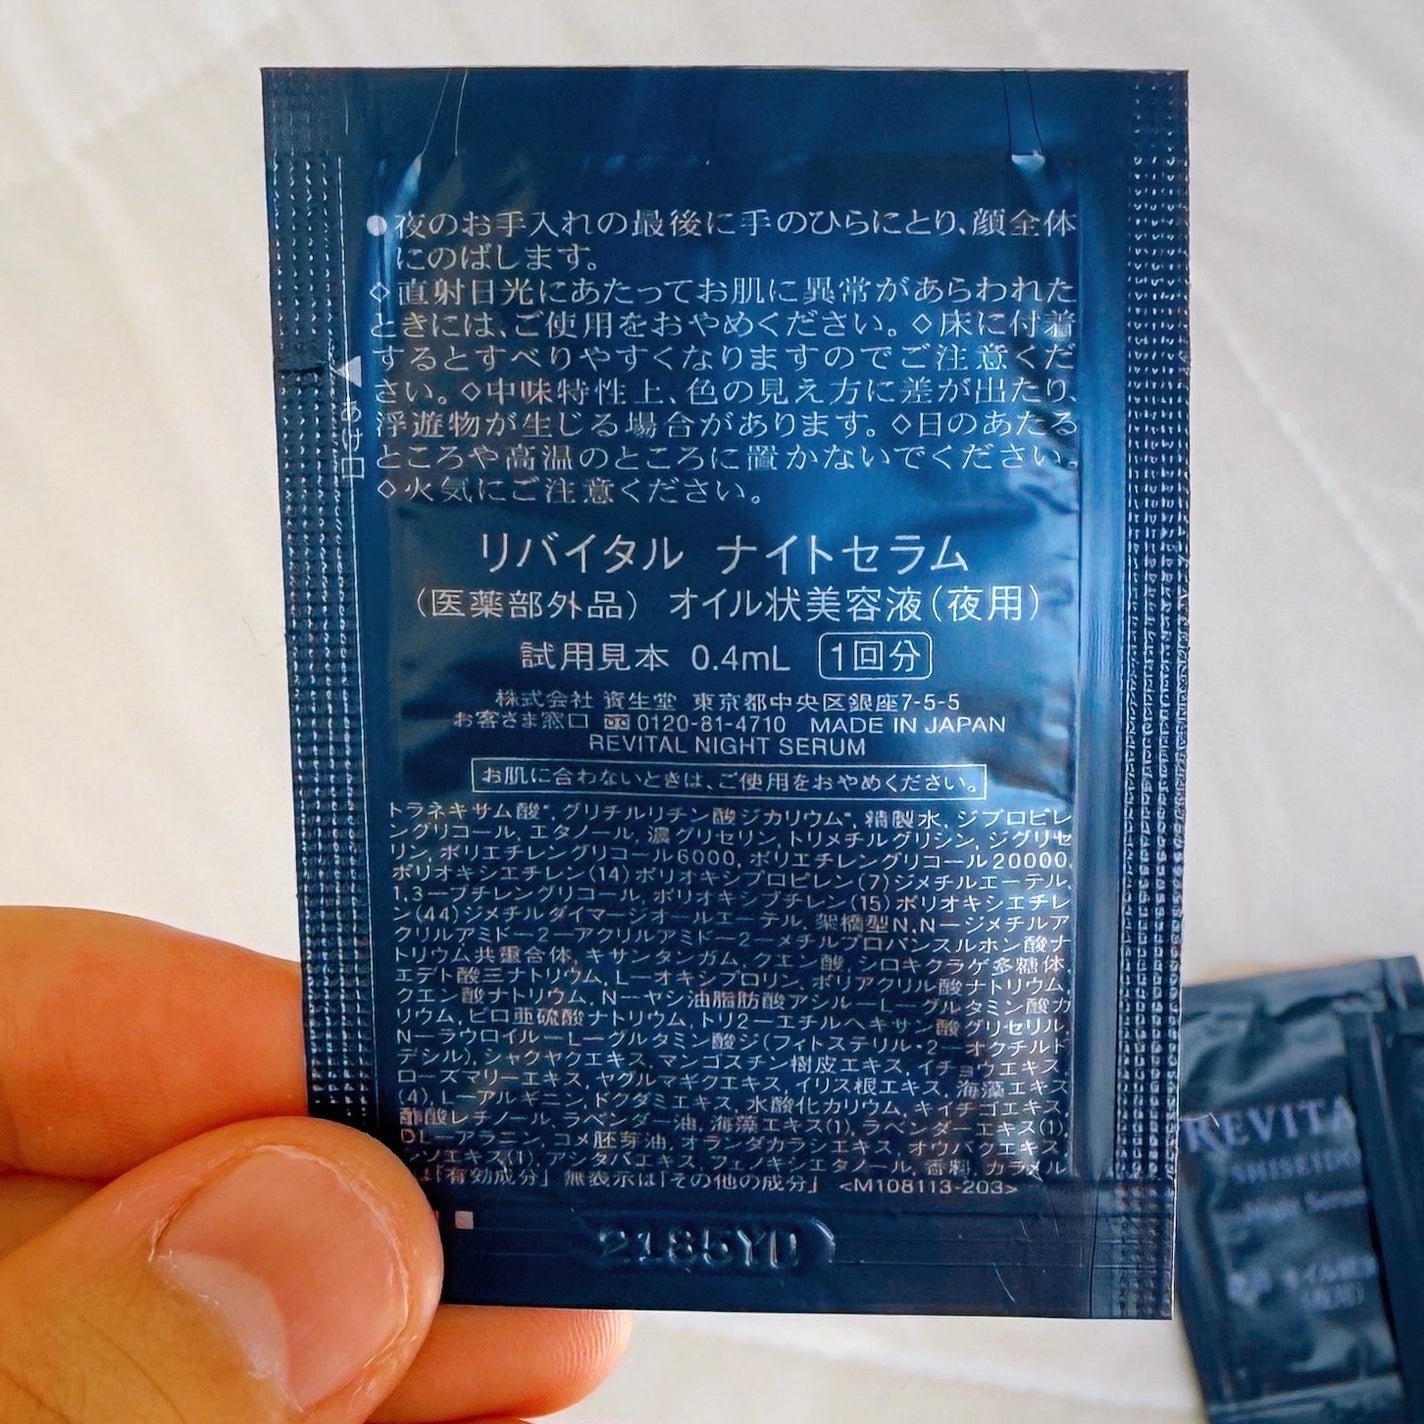 ●夜のお手入れの最後に手のひらにとり、顔全体
にのばします。
◇直射日光にあたってお肌に異常があらわれた
ときには、ご使用をおやめください。◇床に付着
するとすべりやすくなりますのでご注意くだ
さい。◇中味特性上、色の見え方に差が出たり、
浮遊物が生じる場合があります。◇日のあたる
ところや高温のところに置かないでください。
◇火気にご注意ください。
◀あけ口
リバイタル ナイトセラム
(医薬部外品) オイル状美容液(夜用)
試用見本 0.4mL 1回分
株式会社 資生堂 東京都中央区銀座7-5-5
お客さま窓口 0120-81-4710 MADE IN JAPAN
REVITAL NIGHT SERUM
お肌に合わないときは、ご使用をおやめください。
トラネキサム酸*, グリチルリチン酸ジカリウム*, 精製水, ジプロピレ
ングリコール, エタノール, 濃グリセリン, トリメチルグリシン, ジグリセ
リン, ポリエチレングリコール6000, ポリエチレングリコール20000,
ポリオキシエチレン(14)ポリオキシプロピレン(7)ジメチルエーテル,
1,3-ブチレングリコール, ポリオキシブチレン(15)ポリオキシエチレ
ン(44)ジメチルダイマージオールエーテル, 架橋型N,N-ジメチルア
クリルアミド-2-アクリルアミド-2-メチルプロパンスルホン酸ナ
トリウム共重合体, キサンタンガム, クエン酸, シロキクラゲ多糖体,
エデト酸三ナトリウム, L-オキシプロリン, ポリアクリル酸ナトリウム,
クエン酸ナトリウム, N-ヤシ油脂肪酸アシル-L-グルタミン酸カ
リウム, ピロ亜硫酸ナトリウム, トリ2-エチルヘキサン酸グリセリル,
N-ラウロイル-L-グルタミン酸ジ(フィトステリル・2-オクチルド
デシル), シャクヤクエキス, マンゴスチン樹皮エキス, イチョウエキス,
ローズマリーエキス, ヤグルマギクエキス, イリス根エキス, 海藻エキス
(4), L-アルギニン, ドクダミエキス, 水酸化カリウム, キイチゴエキス,
酢酸レチノール, ラベンダー油, 海藻エキス(1), ラベンダーエキス(1),
DL-アラニン, コメ胚芽油, オランダカラシエキス, オウバクエキス,
シソエキス(1), アシタバエキス, フェノキシエタノール, 香料, カラメル
は「有効成分」 無表示は「その他の成分」 <M108113-203>
2185YU
REVITA
SHISEIDO